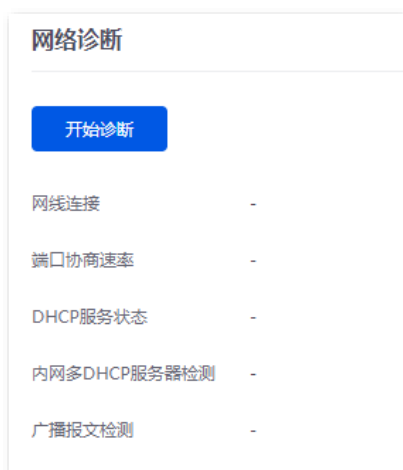 网络诊断
开始诊断
网线连接 -
端口协商速率 -
DHCP服务状态 -
内网多DHCP服务器检测 -
广播报文检测 -